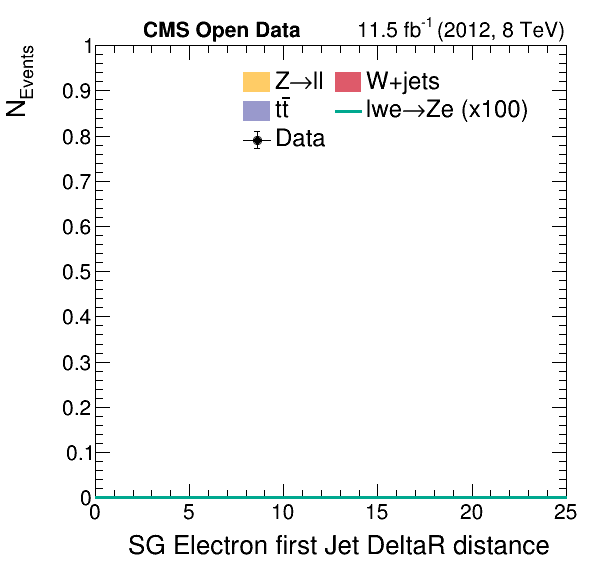 CMS Open Data 11.5 fb⁻¹ (2012, 8 TeV)
N_Events
Z→ll W+jets
tt̄ lwe→Ze (x100)
Data
1
0.9
0.8
0.7
0.6
0.5
0.4
0.3
0.2
0.1
0
0 5 10 15 20 25
SG Electron first Jet DeltaR distance